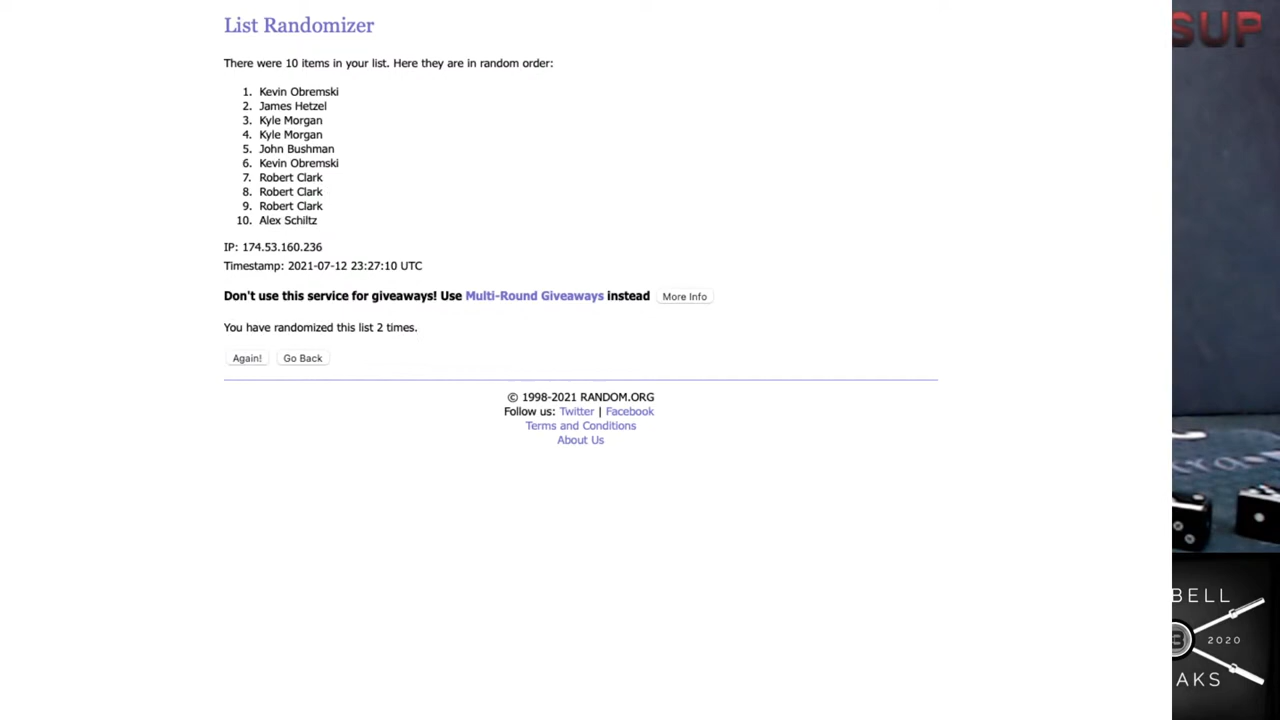 List Randomizer
There were 10 items in your list. Here they are in random order:
1. Kevin Obremski
2. James Hetzel
3. Kyle Morgan
4. Kyle Morgan
5. John Bushman
6. Kevin Obremski
7. Robert Clark
8. Robert Clark
9. Robert Clark
10. Alex Schiltz
IP: 174.53.160.236
Timestamp: 2021-07-12 23:27:10 UTC
Don't use this service for giveaways! Use Multi-Round Giveaways instead More Info
You have randomized this list 2 times.
Again! Go Back
© 1998-2021 RANDOM.ORG
Follow us: Twitter | Facebook
Terms and Conditions
About Us
SUP
BELL
2020
AKS